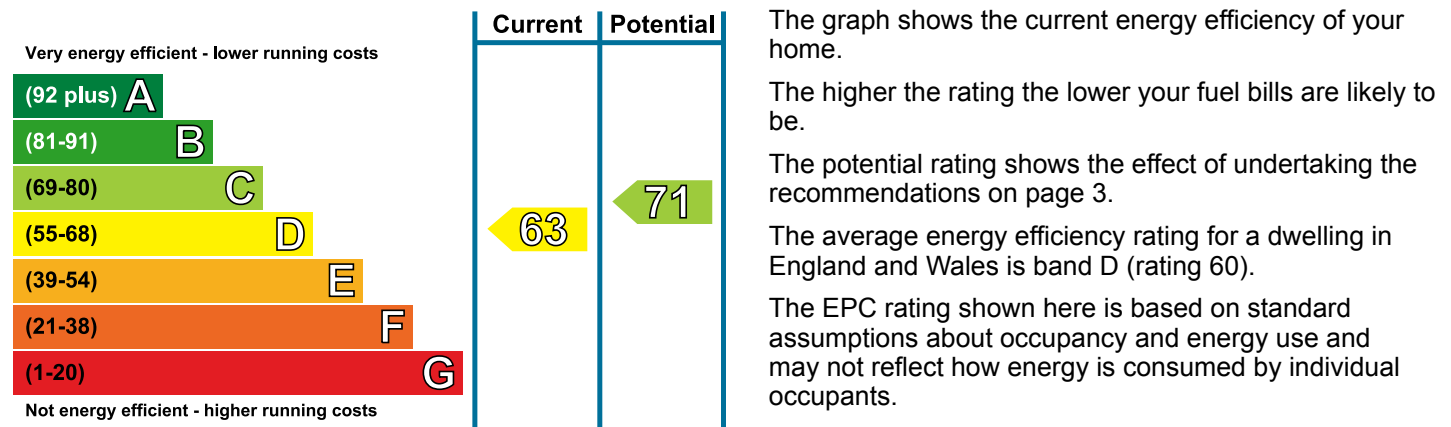 Current Potential
Very energy efficient - lower running costs
(92 plus) A
(81-91) B
(69-80) C
(55-68) D
(39-54) E
(21-38) F
(1-20) G
Not energy efficient - higher running costs
63
71
The graph shows the current energy efficiency of your
home.
The higher the rating the lower your fuel bills are likely to
be.
The potential rating shows the effect of undertaking the
recommendations on page 3.
The average energy efficiency rating for a dwelling in
England and Wales is band D (rating 60).
The EPC rating shown here is based on standard
assumptions about occupancy and energy use and
may not reflect how energy is consumed by individual
occupants.